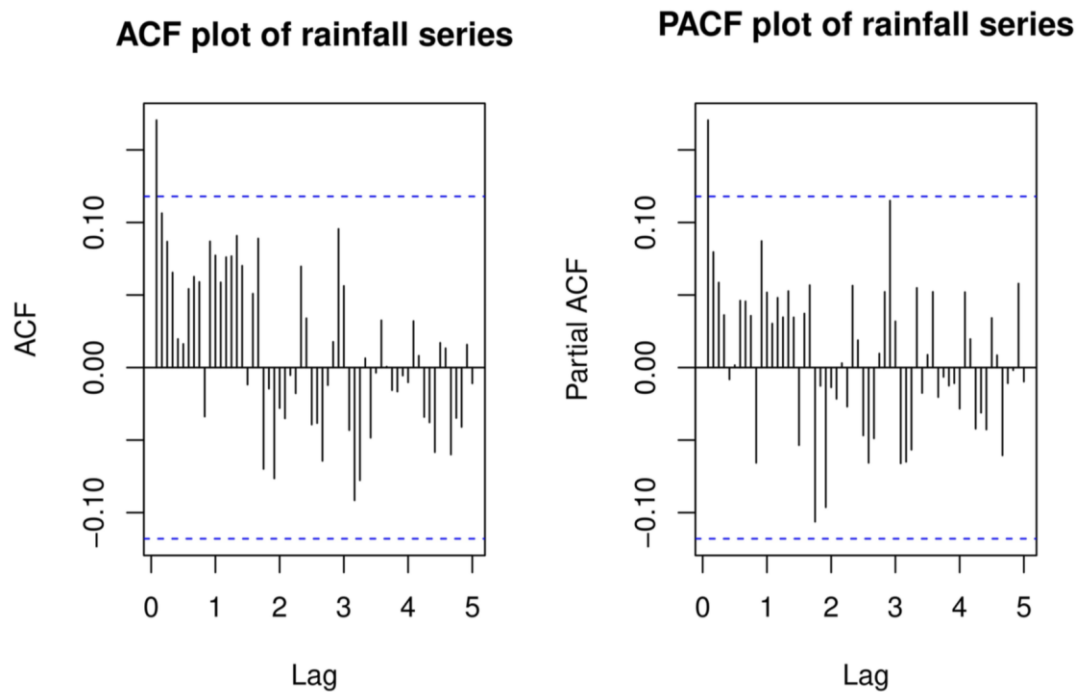 ACF plot of rainfall series
ACF
0.10
0.00
−0.10
0 1 2 3 4 5
Lag
PACF plot of rainfall series
Partial ACF
0.10
0.00
−0.10
0 1 2 3 4 5
Lag